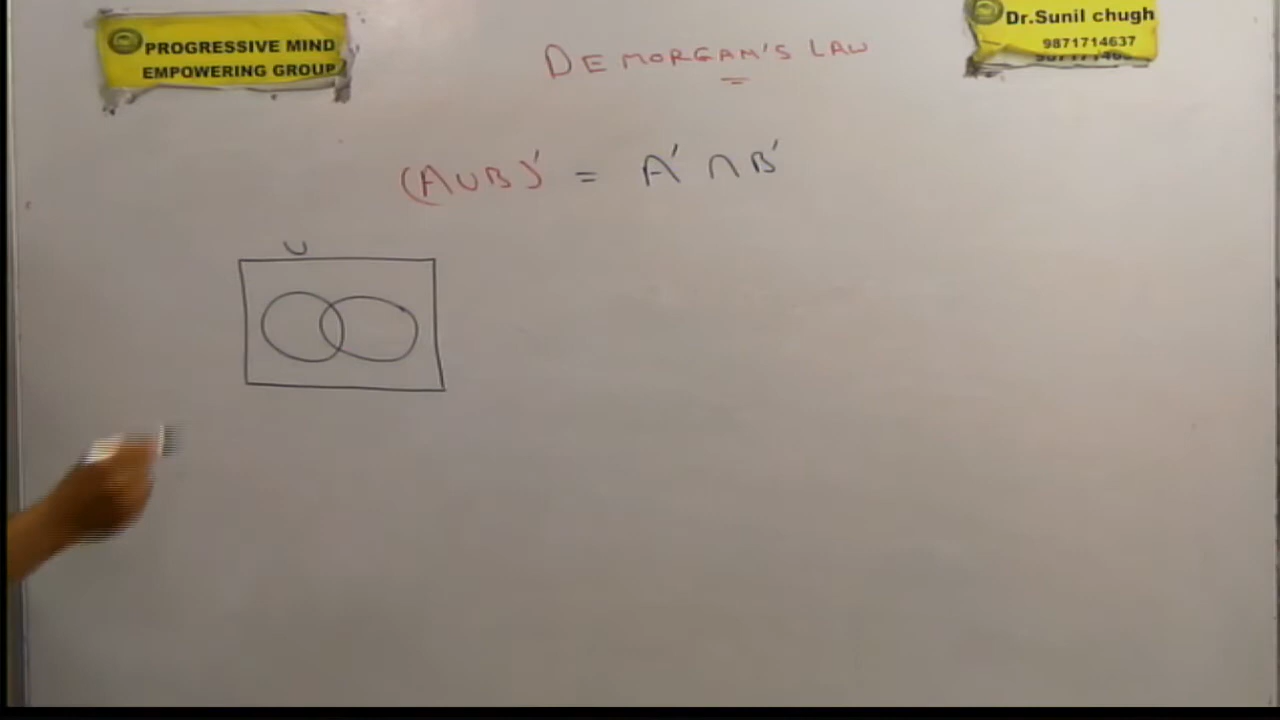 PROGRESSIVE MIND
EMPOWERING GROUP
Dr.Sunil chugh
9871714637
DEMORGAN'S LAW
(A∪B)' = A' ∩ B'
U